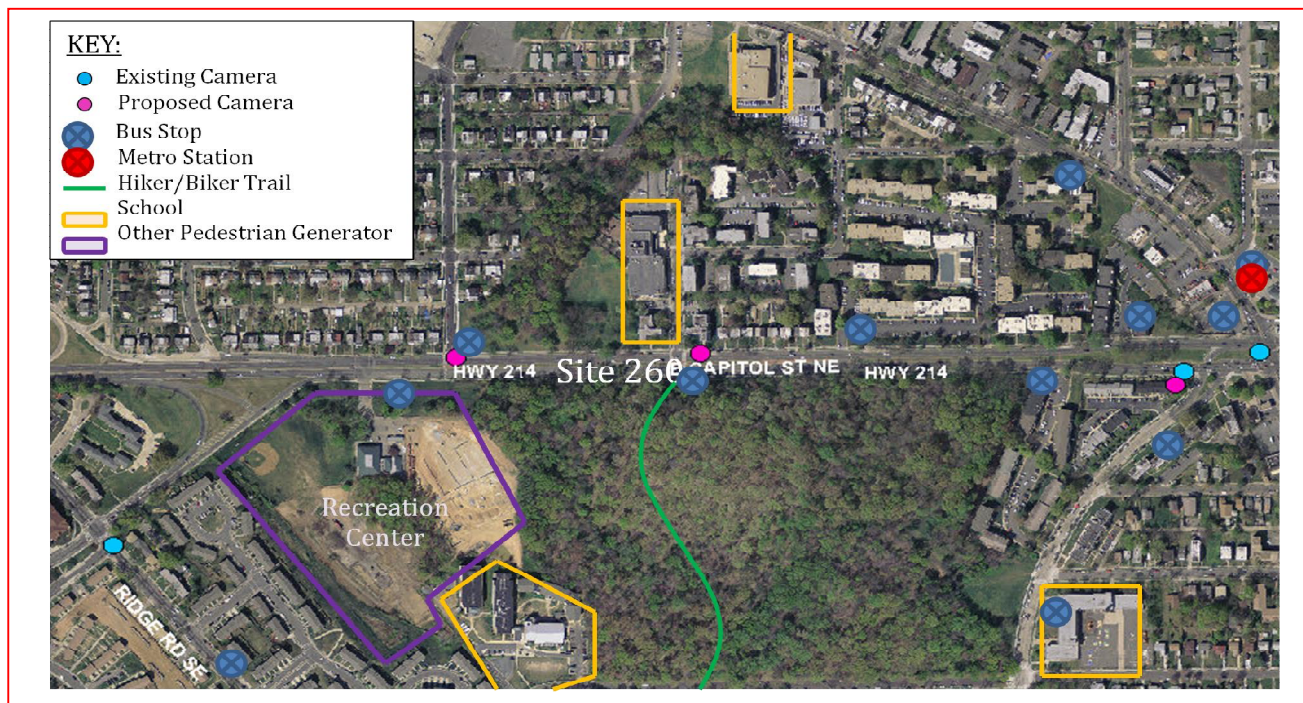 KEY:
Existing Camera
Proposed Camera
Bus Stop
Metro Station
Hiker/Biker Trail
School
Other Pedestrian Generator
HWY 214
Site 260
CAPITOL ST NE
HWY 214
Recreation
Center
RIDGE RD SE